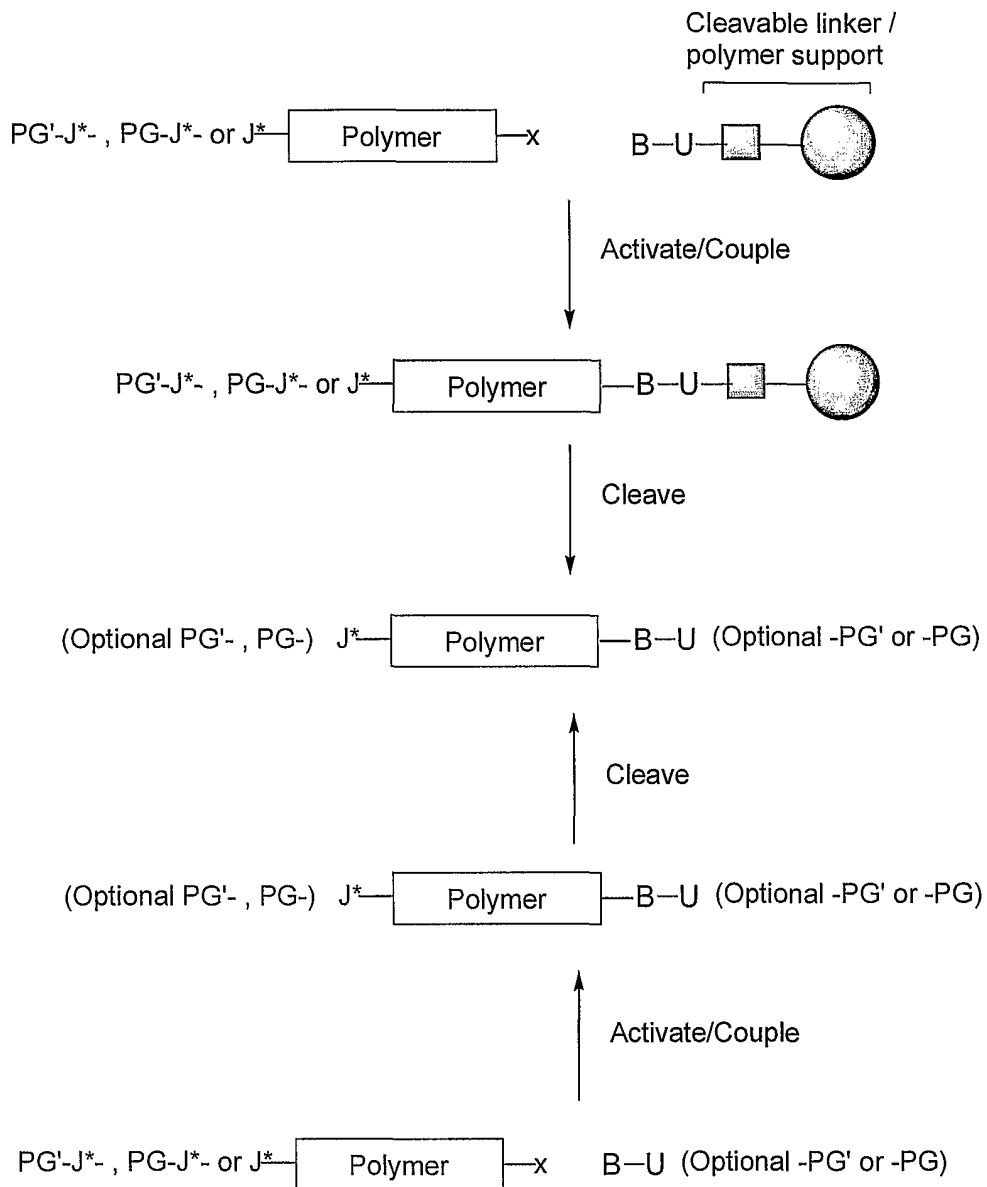 Cleavable linker /
polymer support
PG'-J*- , PG-J*- or J* Polymer x B-U
Activate/Couple
PG'-J*- , PG-J*- or J* Polymer B-U
Cleave
(Optional PG'- , PG-) J* Polymer B-U (Optional -PG' or -PG)
Cleave
(Optional PG'- , PG-) J* Polymer B-U (Optional -PG' or -PG)
Activate/Couple
PG'-J*- , PG-J*- or J* Polymer x B-U (Optional -PG' or -PG)